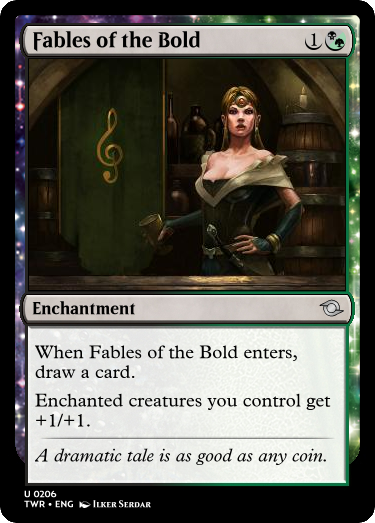 Fables of the Bold 1
Enchantment
When Fables of the Bold enters,
draw a card.
Enchanted creatures you control get
+1/+1.
A dramatic tale is as good as any coin.
U 0206
TWR • ENG Ilker Serdar